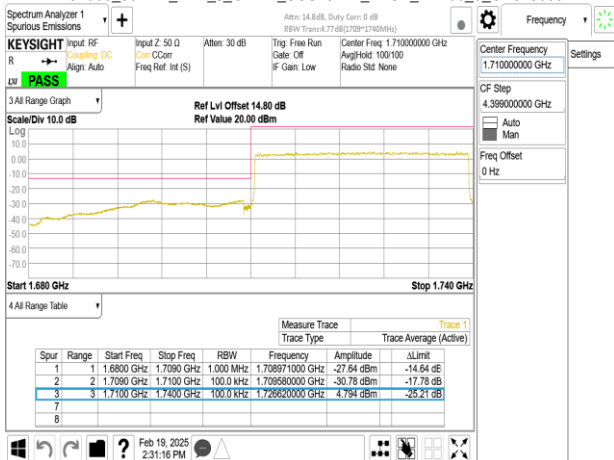 Spectrum Analyzer 1
Spurious Emissions
Attn: 14.8dB, Duty Corr: 0 dB
RBW Trans:4.77dB(1709~1740MHz)
Frequency
KEYSIGHT Input: RF Input Z: 50 Ω Atten: 30 dB Trig: Free Run Center Freq: 1.710000000 GHz
R Coupling: DC Corr CCorr Gate: Off Avg|Hold: 100/100
Align: Auto Freq Ref: Int (S) IF Gain: Low Radio Std: None
LXI PASS
Center Frequency
1.710000000 GHz
Settings
CF Step
4.399000000 GHz
Auto
Man
Freq Offset
0 Hz
3 All Range Graph
Ref Lvl Offset 14.80 dB
Scale/Div 10.0 dB Ref Value 20.00 dBm
Log
10.0
0.00
-10.0
-20.0
-30.0
-40.0
-50.0
-60.0
-70.0
Start 1.680 GHz Stop 1.740 GHz
4 All Range Table
Measure Trace Trace 1
Trace Type Trace Average (Active)
Spur Range Start Freq Stop Freq RBW Frequency Amplitude ΔLimit
1 1 1.6800 GHz 1.7090 GHz 1.000 MHz 1.708971000 GHz -27.64 dBm -14.64 dB
2 2 1.7090 GHz 1.7100 GHz 100.0 kHz 1.709580000 GHz -30.78 dBm -17.78 dB
3 3 1.7100 GHz 1.7400 GHz 100.0 kHz 1.726620000 GHz 4.794 dBm -25.21 dB
7
8
Feb 19, 2025
2:31:16 PM